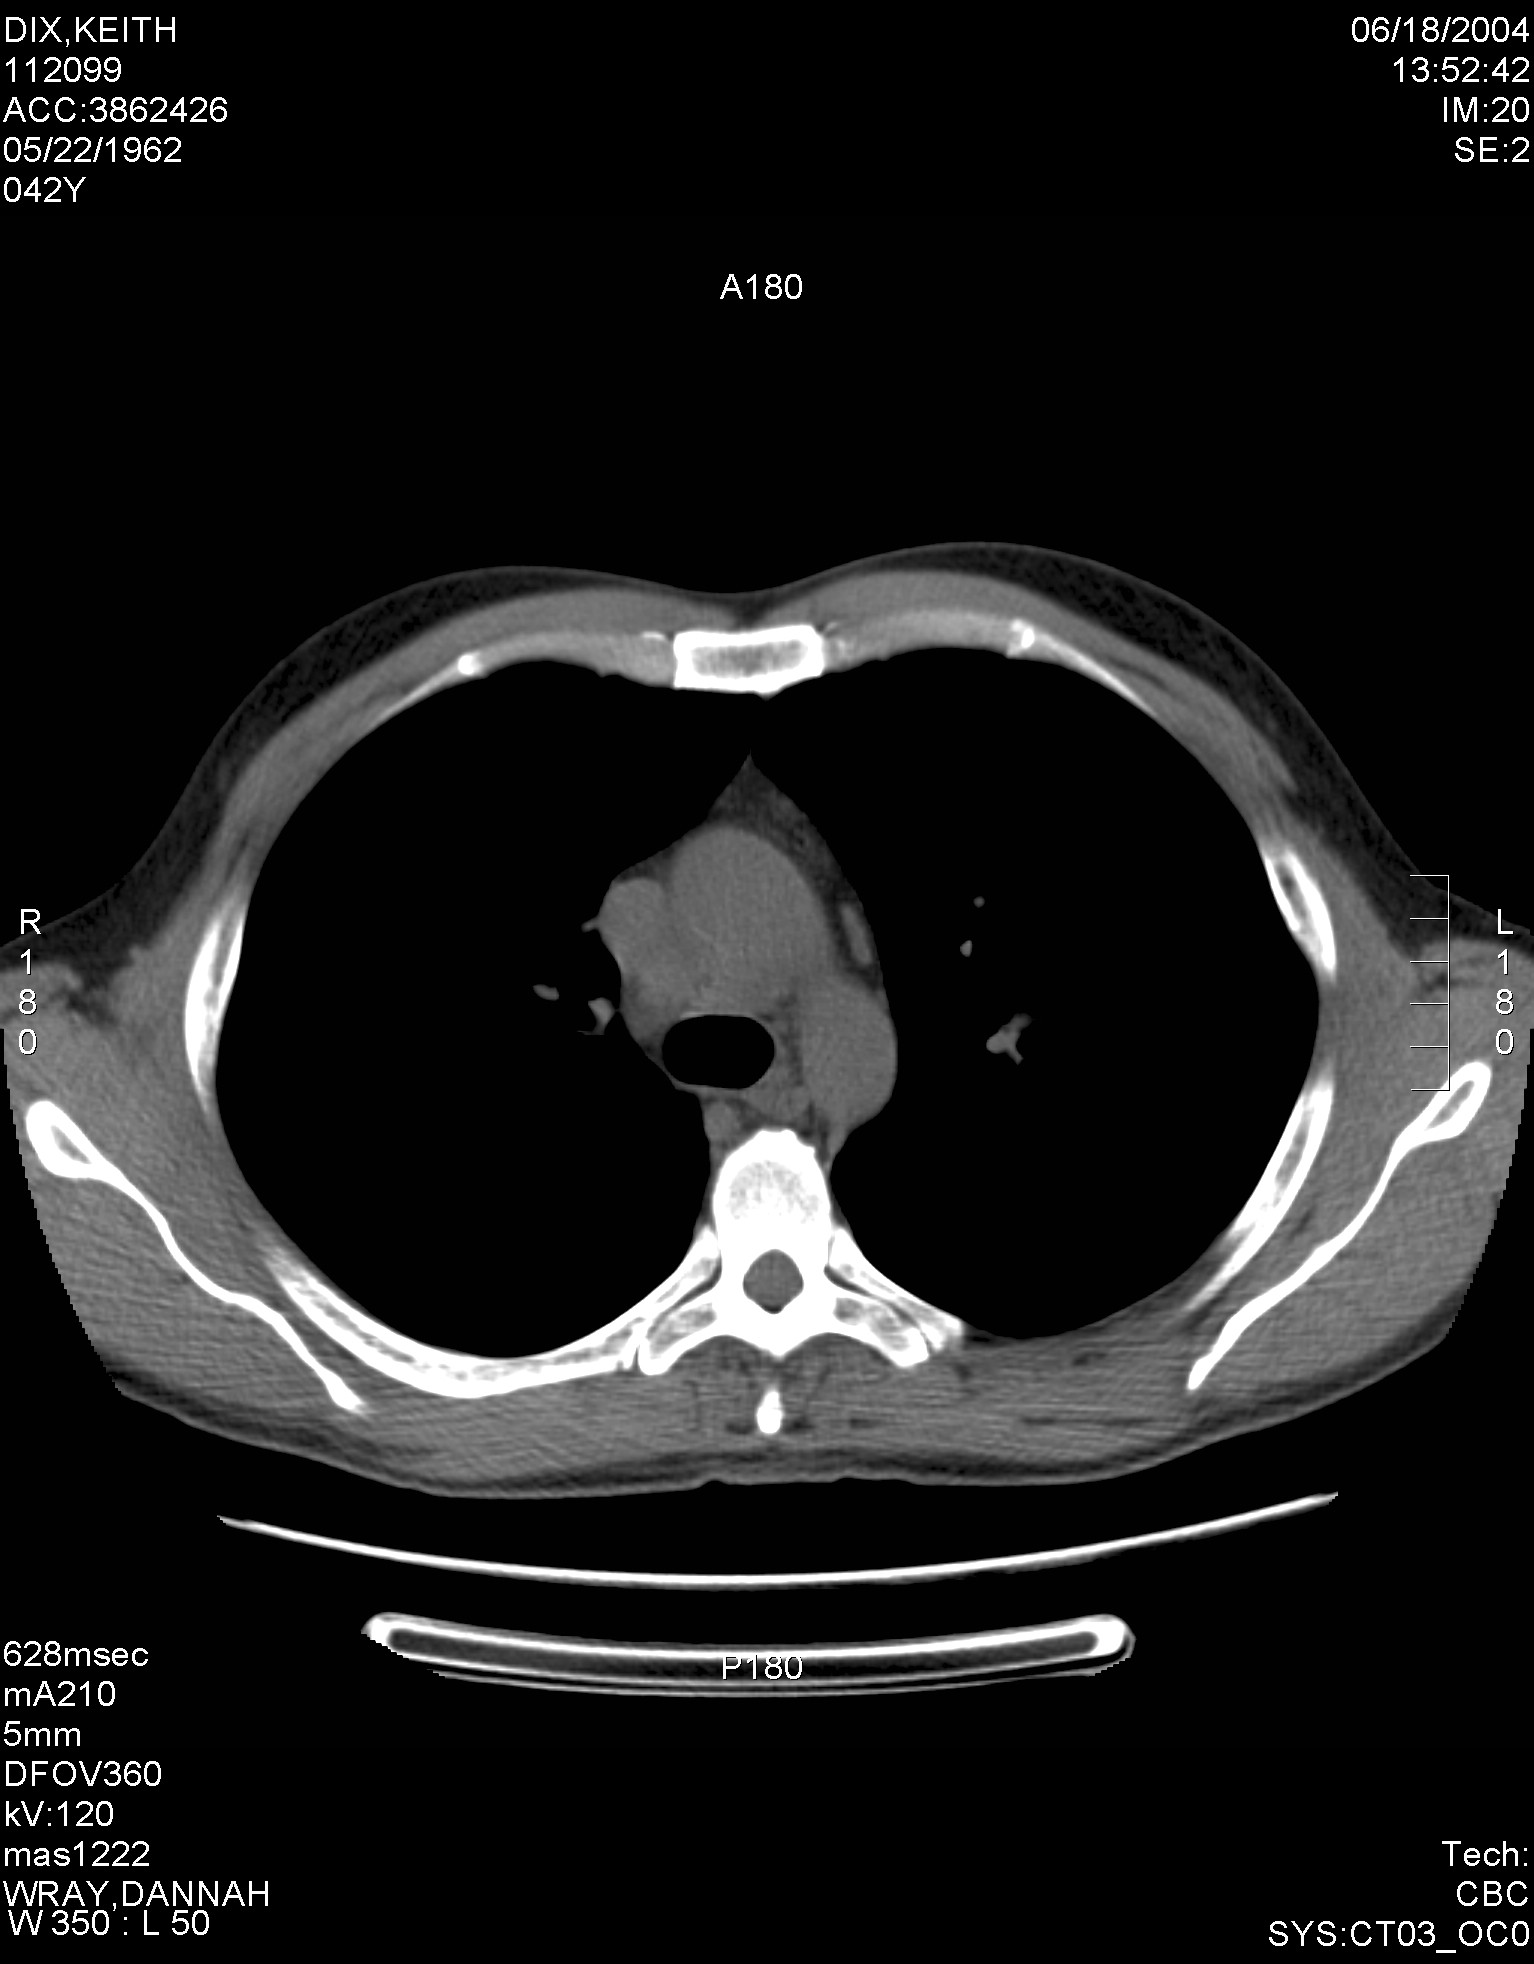 DIX,KEITH
112099
ACC:3862426
05/22/1962
042Y
06/18/2004
13:52:42
IM:20
SE:2
A180
R
1
8
0
L
1
8
0
P180
628msec
mA210
5mm
DFOV360
kV:120
mas1222
WRAY,DANNAH
W 350 : L 50
Tech:
CBC
SYS:CT03_OC0